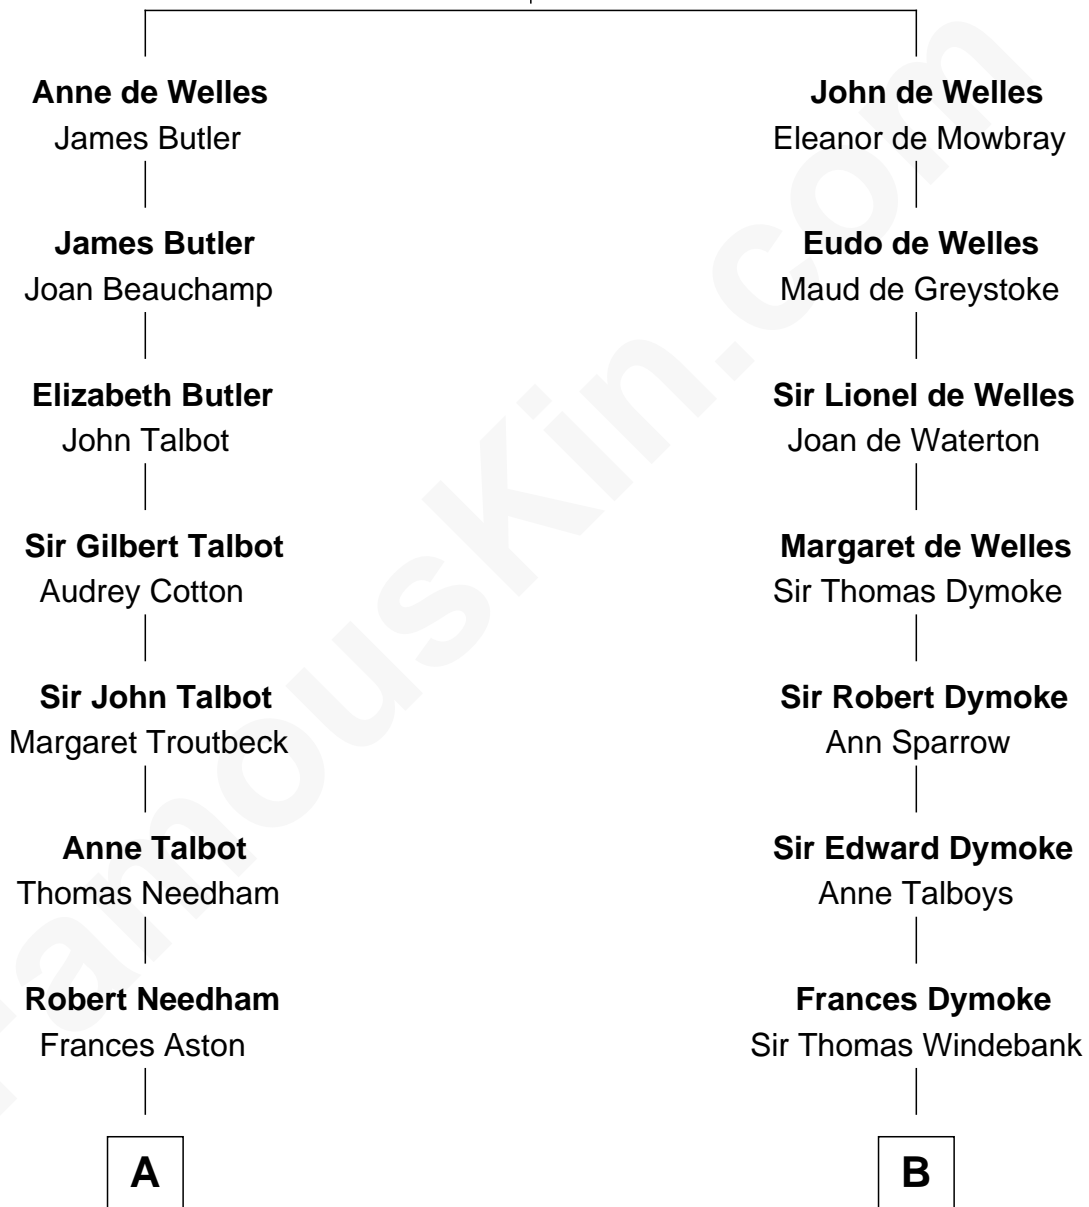 Anne de Welles
James Butler
James Butler
Joan Beauchamp
Elizabeth Butler
John Talbot
Sir Gilbert Talbot
Audrey Cotton
Sir John Talbot
Margaret Troutbeck
Anne Talbot
Thomas Needham
Robert Needham
Frances Aston
A
John de Welles
Eleanor de Mowbray
Eudo de Welles
Maud de Greystoke
Sir Lionel de Welles
Joan de Waterton
Margaret de Welles
Sir Thomas Dymoke
Sir Robert Dymoke
Ann Sparrow
Sir Edward Dymoke
Anne Talboys
Frances Dymoke
Sir Thomas Windebank
B
FamousKin.com